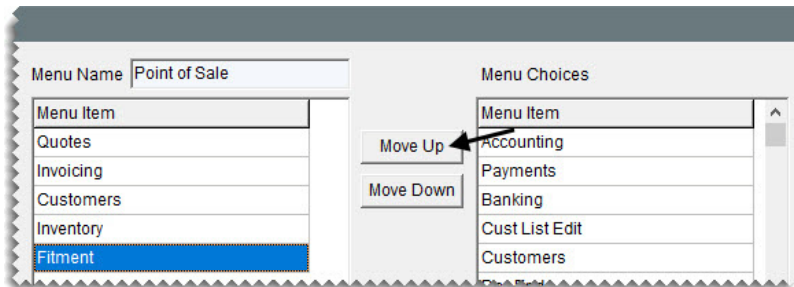 Menu Name Point of Sale
Menu Item
Quotes
Invoicing
Customers
Inventory
Fitment
Move Up
Move Down
Menu Choices
Menu Item
Accounting
Payments
Banking
Cust List Edit
Customers